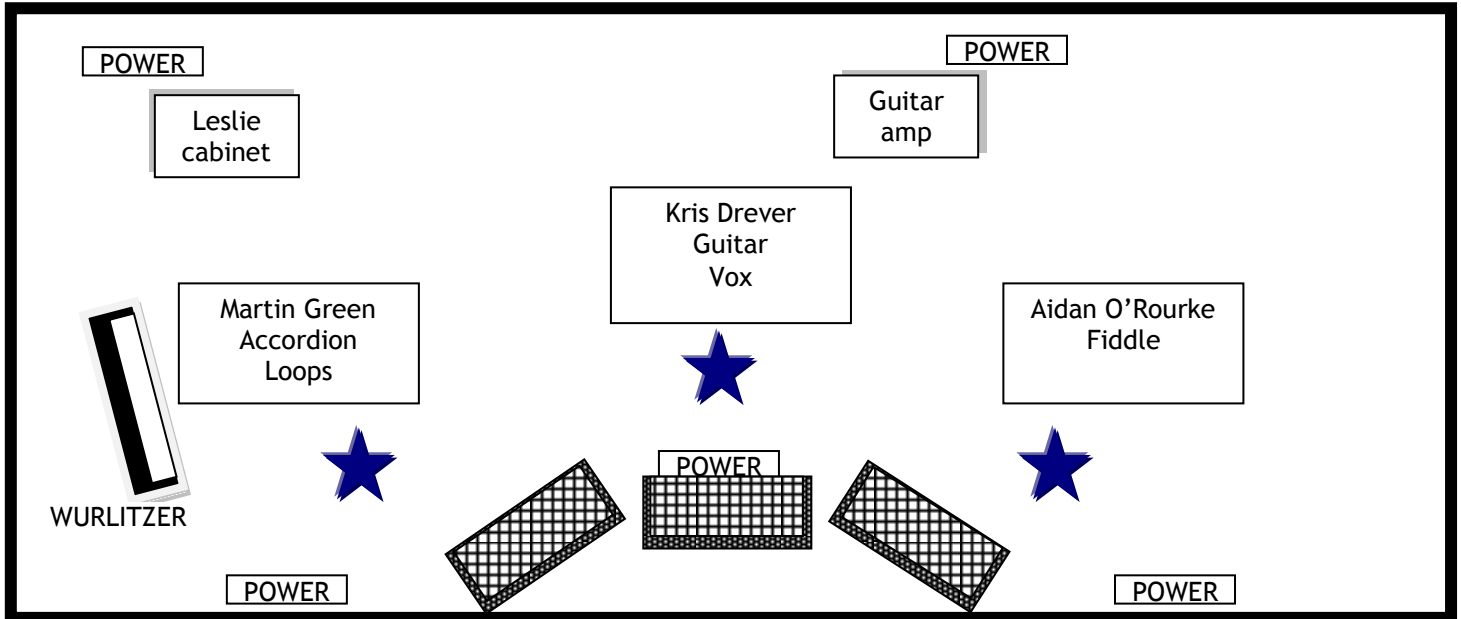 POWER
POWER
Leslie
cabinet
Guitar
amp
Kris Drever
Guitar
Vox
Martin Green
Accordion
Loops
Aidan O’Rourke
Fiddle
POWER
WURLITZER
POWER
POWER